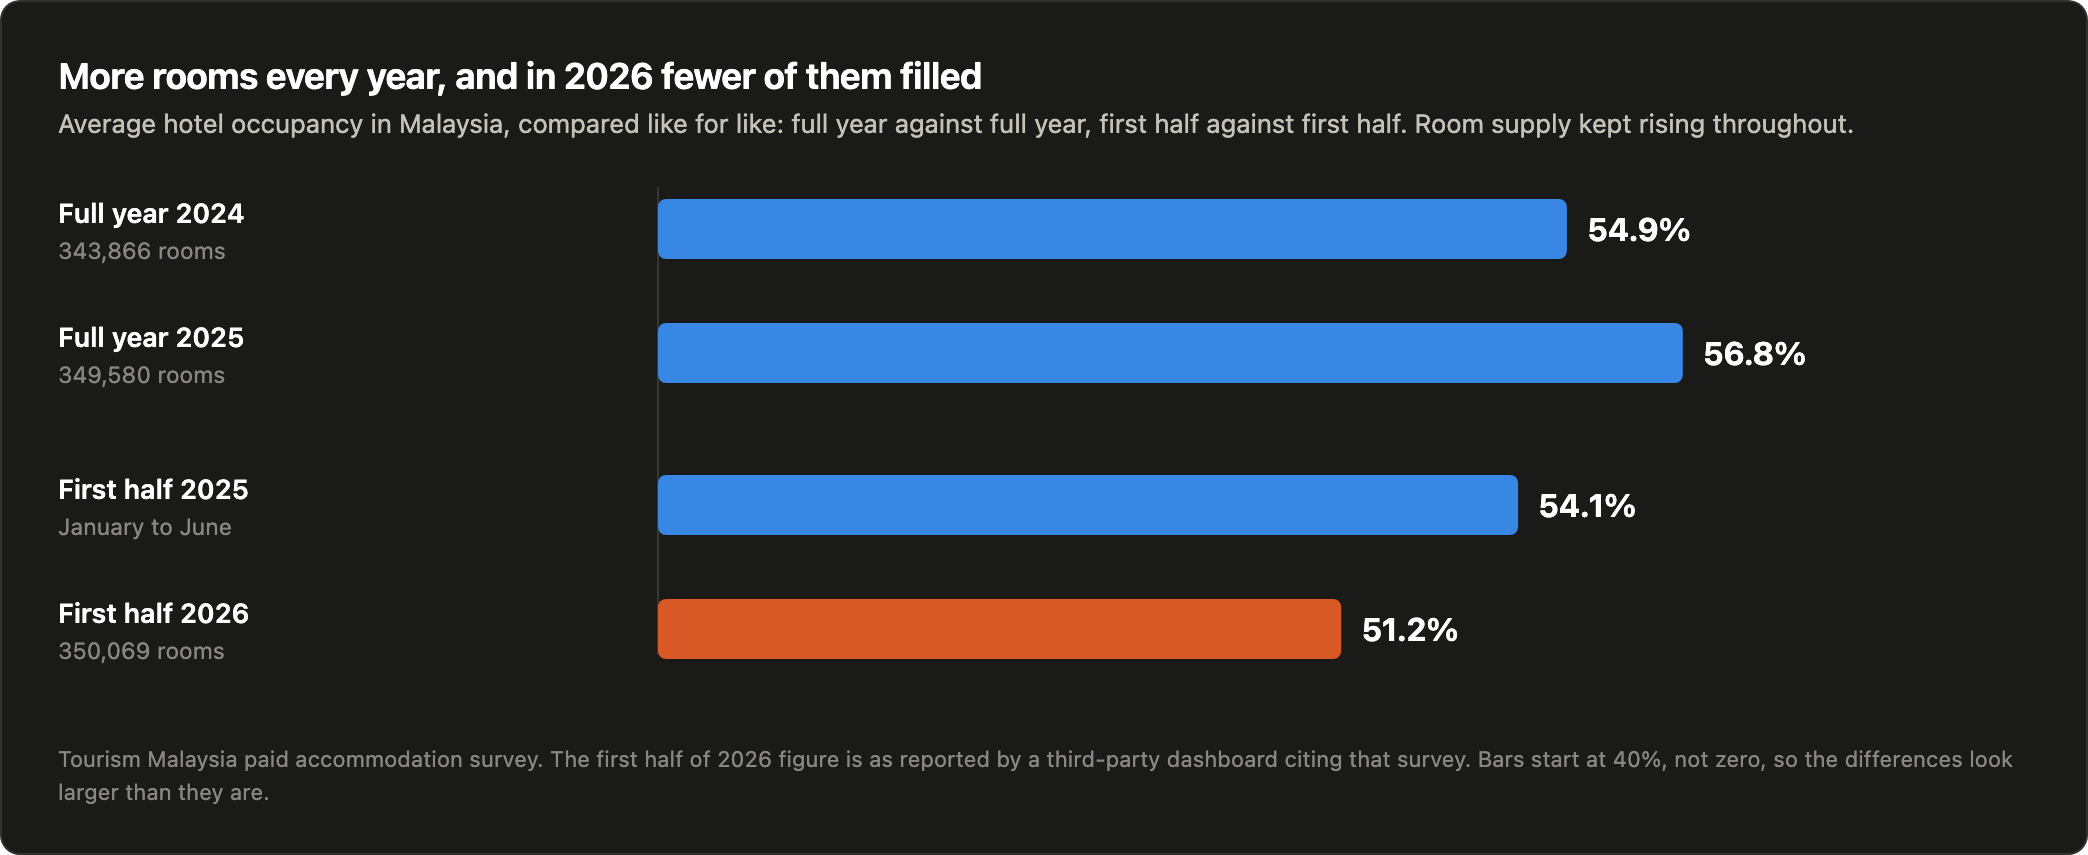 More rooms every year, and in 2026 fewer of them filled
Average hotel occupancy in Malaysia, compared like for like: full year against full year, first half against first half. Room supply kept rising throughout.
Full year 2024
343,866 rooms
54.9%
Full year 2025
349,580 rooms
56.8%
First half 2025
January to June
54.1%
First half 2026
350,069 rooms
51.2%
Tourism Malaysia paid accommodation survey. The first half of 2026 figure is as reported by a third-party dashboard citing that survey. Bars start at 40%, not zero, so the differences look
larger than they are.